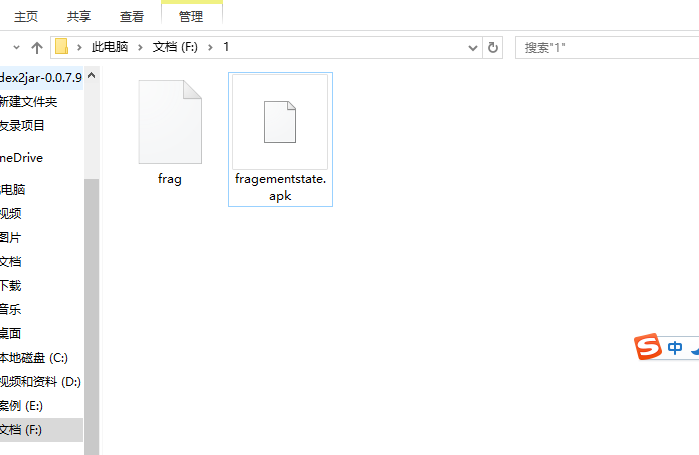 主页 共享 查看 管理
此电脑 文档 (F:) 1
搜索"1"
dex2jar-0.0.7.9
新建文件夹
友录项目
neDrive
电脑
视频
图片
文档
下载
音乐
桌面
本地磁盘 (C:)
视频和资料 (D:)
案例 (E:)
文档 (F:)
frag
fragementstate.
apk
S 中